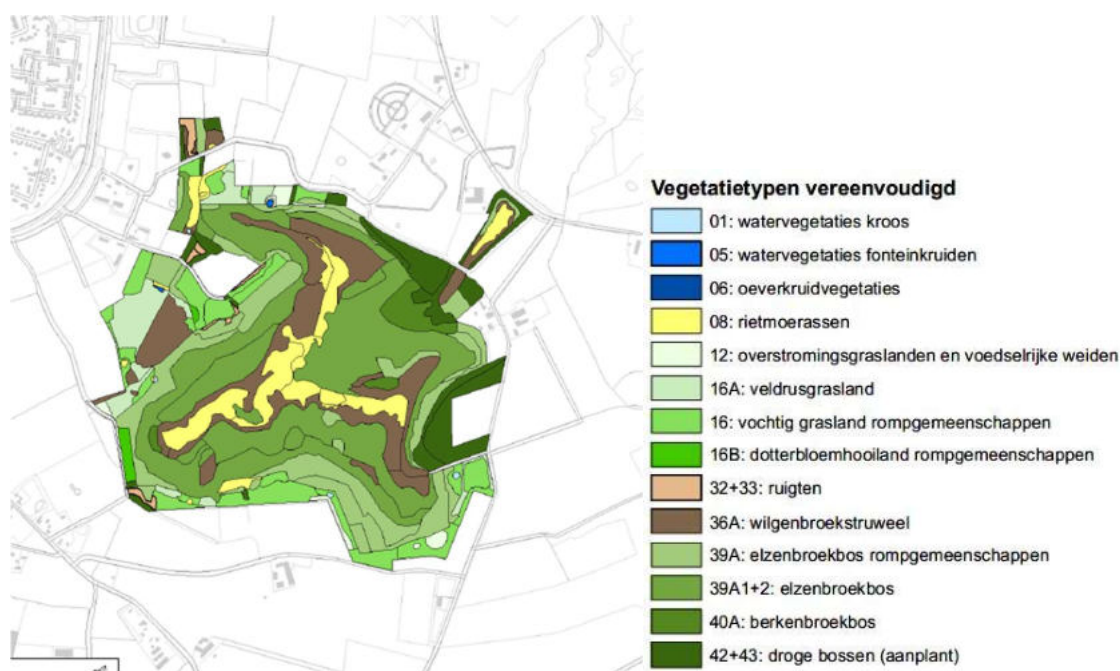 Vegetatietypen vereenvoudigd
01: watervegetaties kroos
05: watervegetaties fonteinkruiden
06: oeverkruidvegetaties
08: rietmoerassen
12: overstromingsgraslanden en voedselrijke weiden
16A: veldrusgrasland
16: vochtig grasland rompgemeenschappen
16B: dotterbloemhooiland rompgemeenschappen
32+33: ruigten
36A: wilgenbroekstruweel
39A: elzenbroekbos rompgemeenschappen
39A1+2: elzenbroekbos
40A: berkenbroekbos
42+43: droge bossen (aanplant)